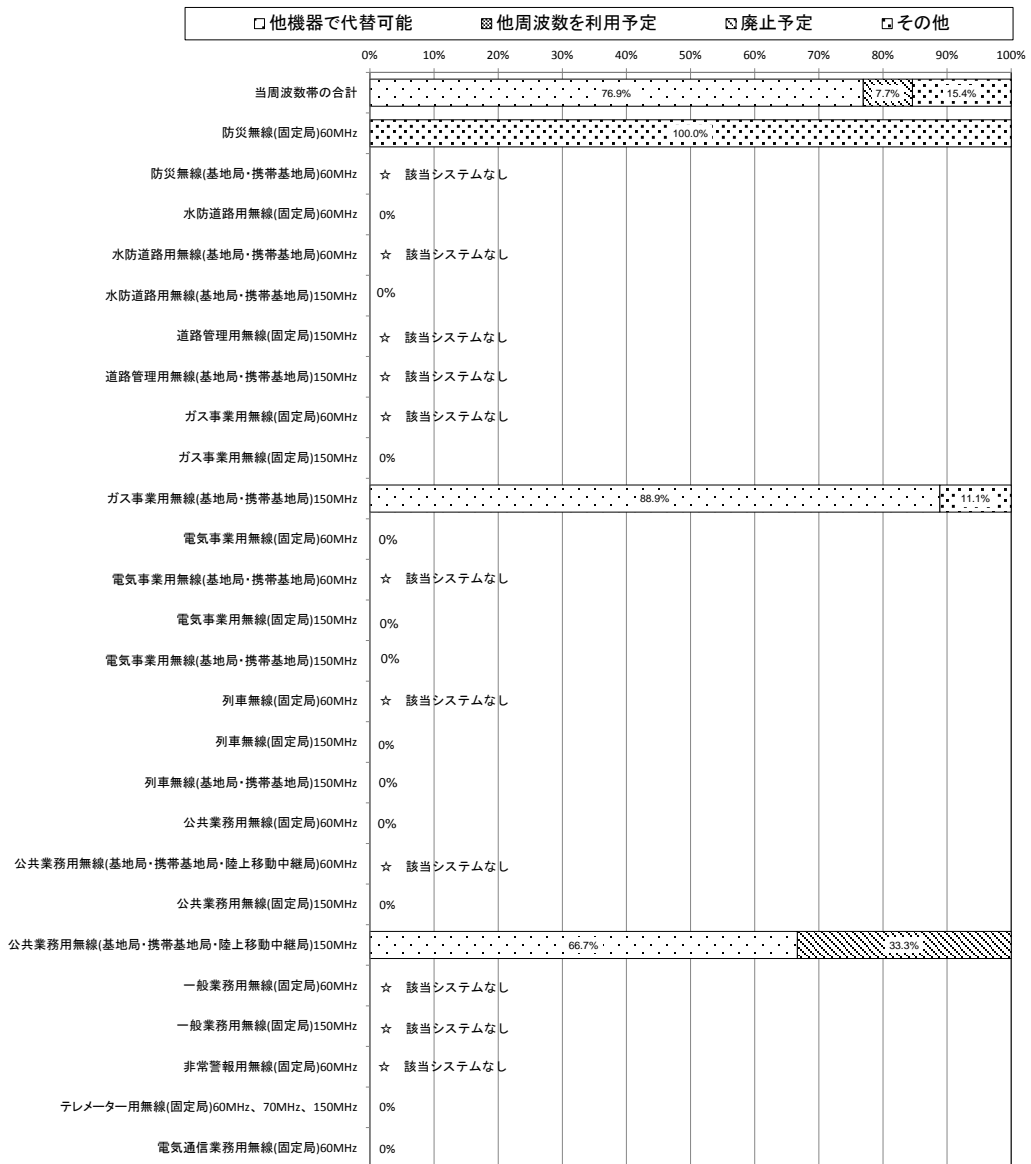 他機器で代替可能 他周波数を利用予定 廃止予定 その他
0% 10% 20% 30% 40% 50% 60% 70% 80% 90% 100%
当周波数帯の合計 76.9% 7.7% 15.4%
防災無線(固定局)60MHz 100.0%
防災無線(基地局・携帯基地局)60MHz ☆ 該当システムなし
水防道路用無線(固定局)60MHz 0%
水防道路用無線(基地局・携帯基地局)60MHz ☆ 該当システムなし
水防道路用無線(基地局・携帯基地局)150MHz 0%
道路管理用無線(固定局)150MHz ☆ 該当システムなし
道路管理用無線(基地局・携帯基地局)150MHz ☆ 該当システムなし
ガス事業用無線(固定局)60MHz ☆ 該当システムなし
ガス事業用無線(固定局)150MHz 0%
ガス事業用無線(基地局・携帯基地局)150MHz 88.9% 11.1%
電気事業用無線(固定局)60MHz 0%
電気事業用無線(基地局・携帯基地局)60MHz ☆ 該当システムなし
電気事業用無線(固定局)150MHz 0%
電気事業用無線(基地局・携帯基地局)150MHz 0%
列車無線(固定局)60MHz ☆ 該当システムなし
列車無線(固定局)150MHz 0%
列車無線(基地局・携帯基地局)150MHz 0%
公共業務用無線(固定局)60MHz 0%
公共業務用無線(基地局・携帯基地局・陸上移動中継局)60MHz ☆ 該当システムなし
公共業務用無線(固定局)150MHz 0%
公共業務用無線(基地局・携帯基地局・陸上移動中継局)150MHz 66.7% 33.3%
一般業務用無線(固定局)60MHz ☆ 該当システムなし
一般業務用無線(固定局)150MHz ☆ 該当システムなし
非常警報用無線(固定局)60MHz ☆ 該当システムなし
テレメーター用無線(固定局)60MHz、70MHz、150MHz 0%
電気通信業務用無線(固定局)60MHz 0%